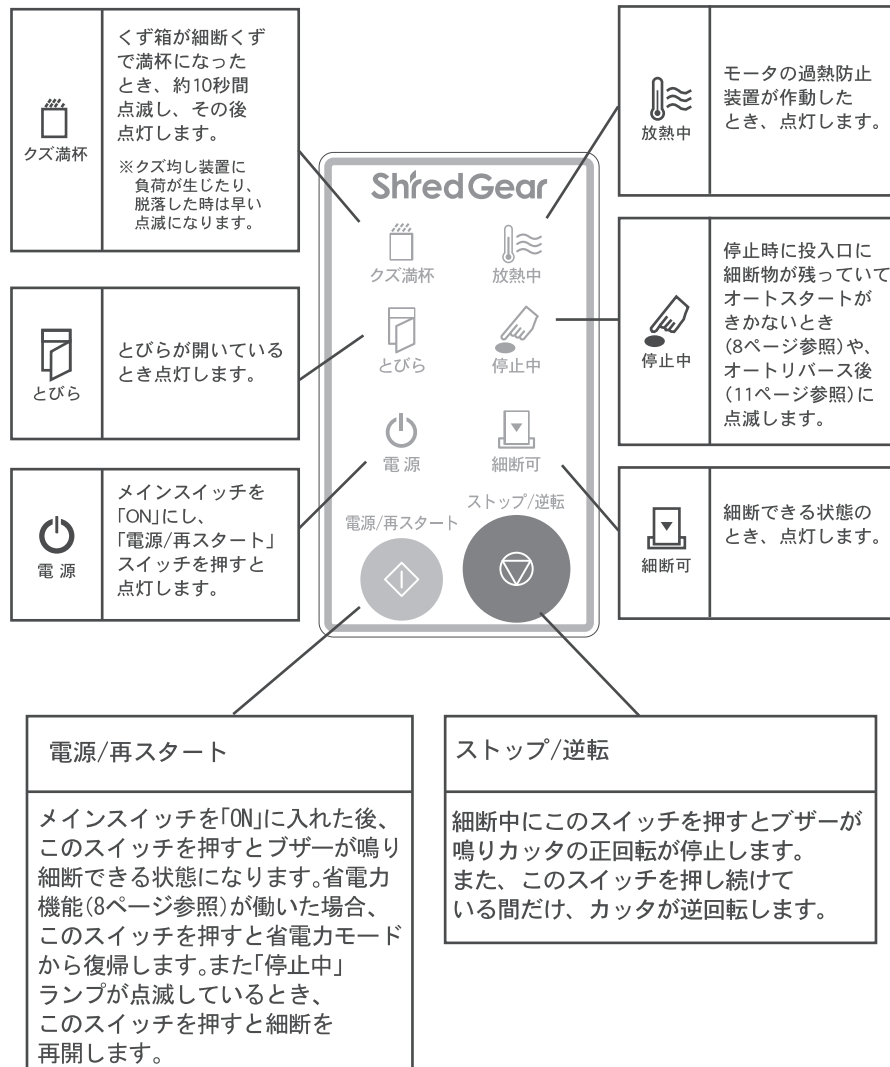 クズ満杯
くず箱が細断くず
で満杯になった
とき、約10秒間
点滅し、その後
点灯します。
※クズ均し装置に
負荷が生じたり、
脱落した時は早い
点滅になります。
とびら
とびらが開いている
とき点灯します。
電源
メインスイッチを
「ON」にし、
「電源/再スタート」
スイッチを押すと
点灯します。
Shred Gear
クズ満杯
放熱中
とびら
停止中
電源
細断可
電源/再スタート
ストップ/逆転
放熱中
モータの過熱防止
装置が作動した
とき、点灯します。
停止中
停止時に投入口に
細断物が残っていて
オートスタートが
きかないとき
(8ページ参照)や、
オートリバース後
(11ページ参照)に
点滅します。
細断可
細断できる状態の
とき、点灯します。
電源/再スタート
メインスイッチを「ON」に入れた後、
このスイッチを押すとブザーが鳴り
細断できる状態になります。省電力
機能(8ページ参照)が働いた場合、
このスイッチを押すと省電力モード
から復帰します。また「停止中」
ランプが点滅しているとき、
このスイッチを押すと細断を
再開します。
ストップ/逆転
細断中にこのスイッチを押すとブザーが
鳴りカッタの正回転が停止します。
また、このスイッチを押し続けて
いる間だけ、カッタが逆回転します。